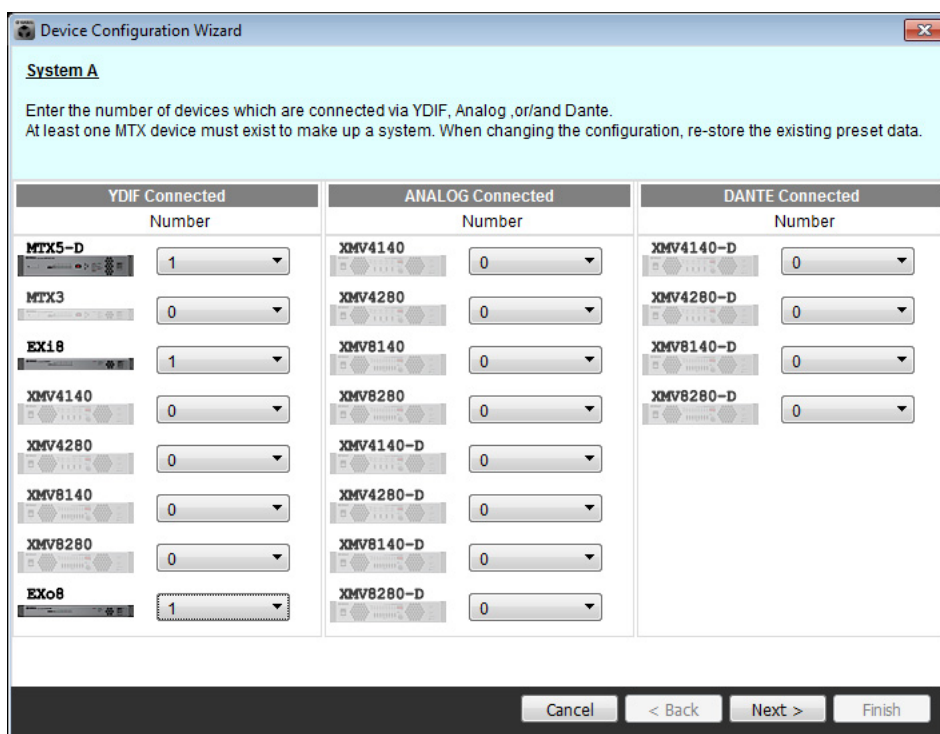 Device Configuration Wizard
System A
Enter the number of devices which are connected via YDIF, Analog ,or/and Dante.
At least one MTX device must exist to make up a system. When changing the configuration, re-store the existing preset data.
YDIF Connected
Number
MTX5-D
1
MTX3
0
EXi8
1
XMV4140
0
XMV4280
0
XMV8140
0
XMV8280
0
EXo8
1
ANALOG Connected
Number
XMV4140
0
XMV4280
0
XMV8140
0
XMV8280
0
XMV4140-D
0
XMV4280-D
0
XMV8140-D
0
XMV8280-D
0
DANTE Connected
Number
XMV4140-D
0
XMV4280-D
0
XMV8140-D
0
XMV8280-D
0
Cancel
< Back
Next >
Finish